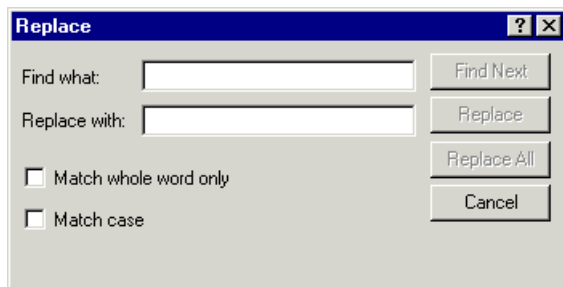 Replace
Find what:
Find Next
Replace with:
Replace
Replace All
Match whole word only
Cancel
Match case